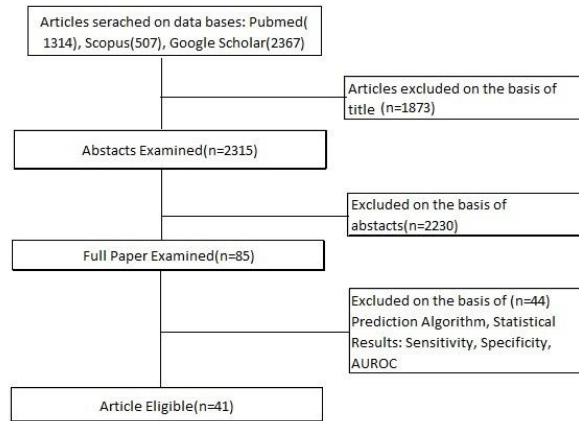 Articles serached on data bases: Pubmed(
1314), Scopus(507), Google Scholar(2367)
Articles excluded on the basis of
title (n=1873)
Abstacts Examined(n=2315)
Excluded on the basis of
abstacts(n=2230)
Full Paper Examined(n=85)
Excluded on the basis of (n=44)
Prediction Algorithm, Statistical
Results: Sensitivity, Specificity,
AUROC
Article Eligible(n=41)